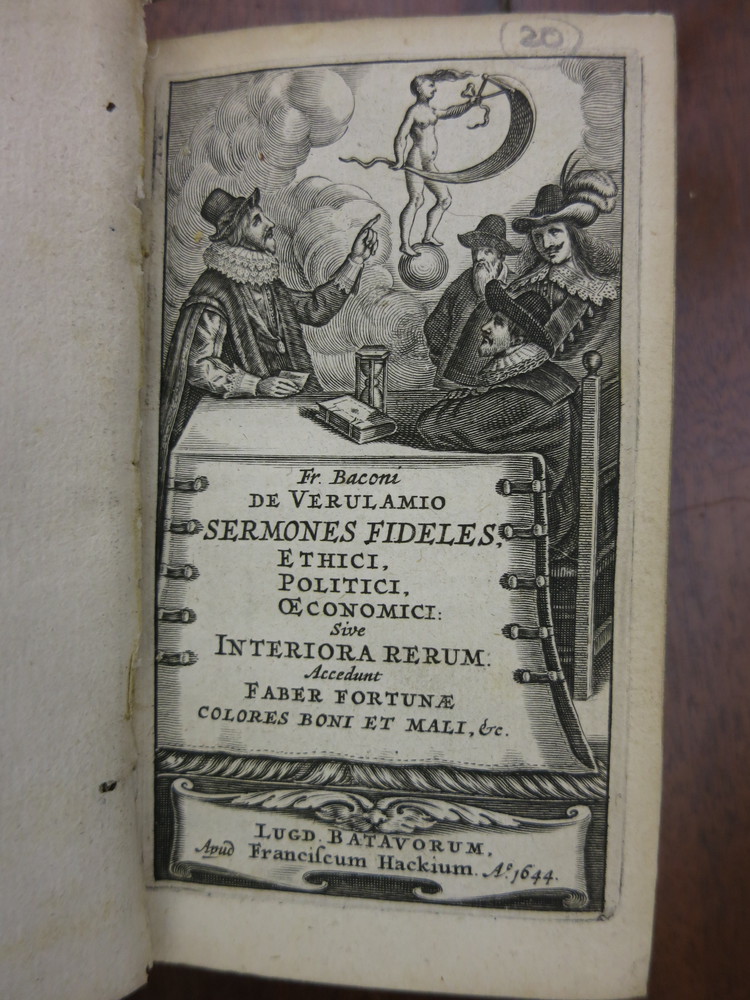 20
Fr. Baconi
DE VERULAMIO
SERMONES FIDELES,
ETHICI,
POLITICI,
ŒCONOMICI:
Sive
INTERIORA RERUM:
Accedunt
FABER FORTUNÆ
COLORES BONI ET MALI, &c.
LUGD. BATAVORUM,
Apud Franciſcum Hackium. Aº. 1644.